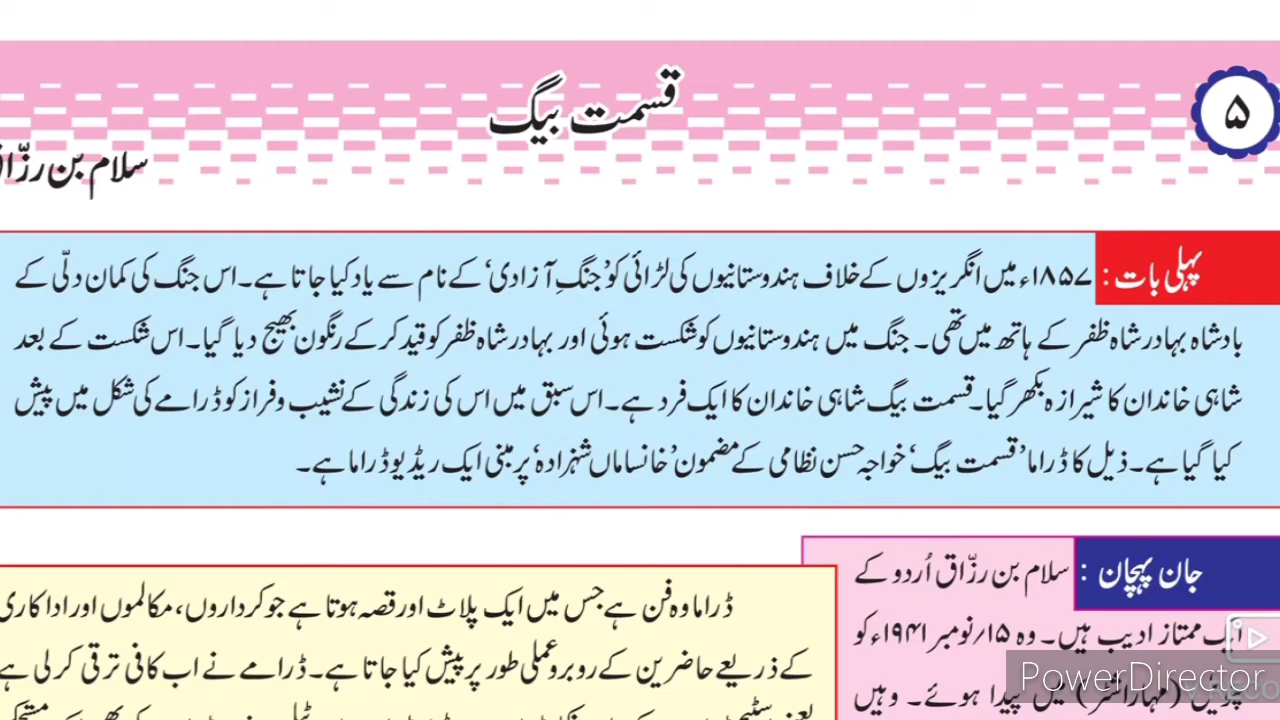 ۵
قسمت بیگ
سلام بن رزّاق
پہلی بات : ۱۸۵۷ء میں انگریزوں کے خلاف ہندوستانیوں کی لڑائی کو ’جنگِ آزادی‘ کے نام سے یاد کیا جاتا ہے۔ اس جنگ کی کمان دلّی کے
بادشاہ بہادر شاہ ظفر کے ہاتھ میں تھی۔ جنگ میں ہندوستانیوں کو شکست ہوئی اور بہادر شاہ ظفر کو قید کرکے رنگون بھیج دیا گیا۔ اس شکست کے بعد
شاہی خاندان کا شیرازہ بکھر گیا۔ قسمت بیگ شاہی خاندان کا ایک فرد ہے۔ اس سبق میں اس کی زندگی کے نشیب و فراز کو ڈرامے کی شکل میں پیش
کیا گیا ہے۔ ذیل کا ڈراما ’قسمت بیگ‘ خواجہ حسن نظامی کے مضمون ’خانساماں شہزادہ‘ پر مبنی ایک ریڈیو ڈراما ہے۔
جان پہچان : سلام بن رزّاق اُردو کے
ایک ممتاز ادیب ہیں۔ وہ ۱۵؍نومبر ۱۹۴۱ء کو
(مہاراشٹر) میں پیدا ہوئے۔ وہیں
ڈراما وہ فن ہے جس میں ایک پلاٹ اور قصہ ہوتا ہے جو کرداروں، مکالموں اور اداکاری
کے ذریعے حاضرین کے روبرو عملی طور پر پیش کیا جاتا ہے۔ ڈرامے نے اب کافی ترقی کر لی ہے
PowerDirector